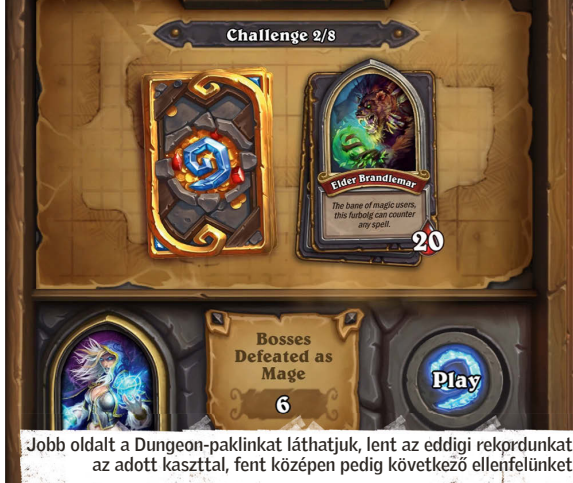 Challenge 2/8
Elder Brandlemar
The bane of magic users,
this furbolg can counter
any spell.
20
Bosses
Defeated as
Mage
6
Play
Jobb oldalt a Dungeon-paklinkat láthatjuk, lent az eddigi rekordunkat
az adott kaszttal, fent középen pedig következő ellenfelünket